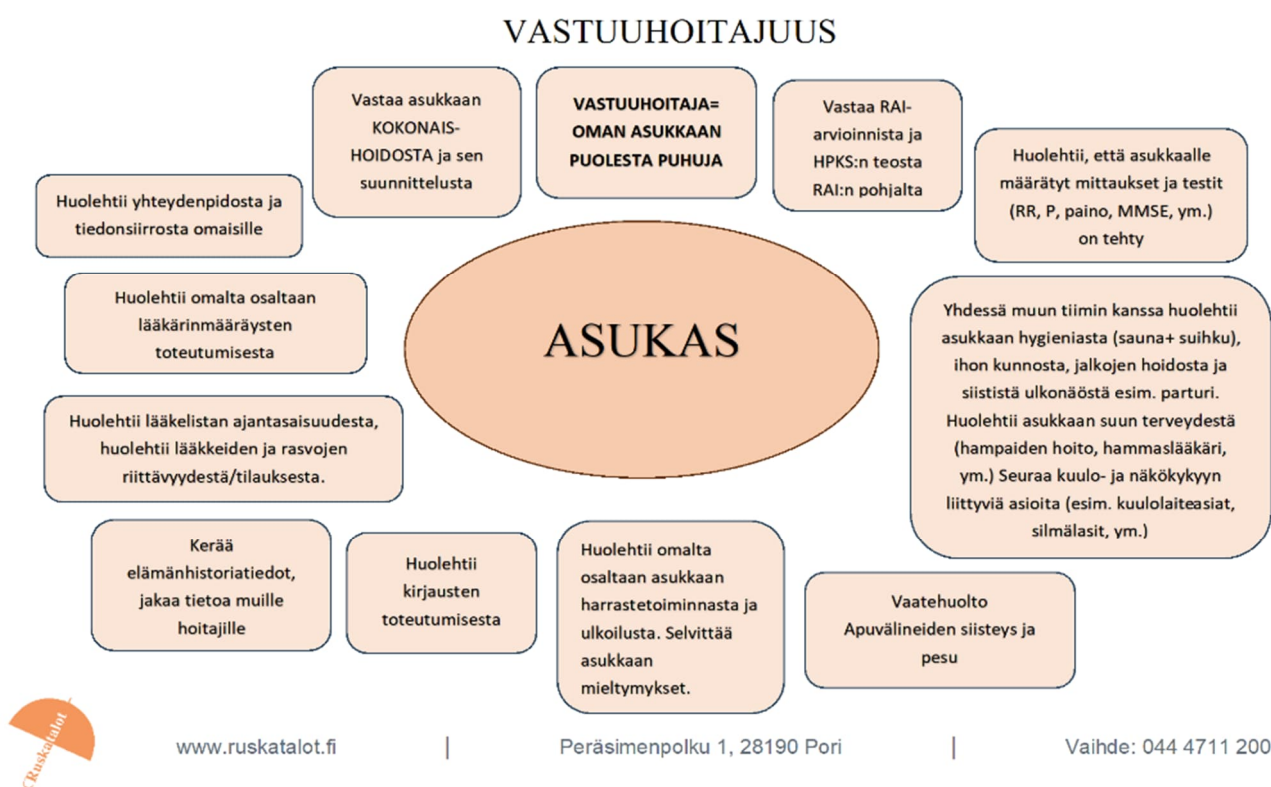 VASTUUHOITAJUUS
Vastaa asukkaan
KOKONAIS-
HOIDOSTA ja sen
suunnittelusta
VASTUUHOITAJA=
OMAN ASUKKAAN
PUOLESTA PUHUJA
Vastaa RAI-
arvioinnista ja
HPKS:n teosta
RAI:n pohjalta
Huolehtii, että asukkaalle
määrätyt mittaukset ja testit
(RR, P, paino, MMSE, ym.)
on tehty
Huolehtii yhteydenpidosta ja
tiedonsiirrosta omaisille
Huolehtii omalta osaltaan
lääkärinmääräysten
toteutumisesta
ASUKAS
Yhdessä muun tiimin kanssa huolehtii
asukkaan hygieniasta (sauna+ suihku),
ihon kunnosta, jalkojen hoidosta ja
siististä ulkonäöstä esim. parturi.
Huolehtii asukkaan suun terveydestä
(hampaiden hoito, hammaslääkäri,
ym.) Seuraa kuulo- ja näkökykyyn
liittyviä asioita (esim. kuulolaiteasiat,
silmälasit, ym.)
Huolehtii lääkelistan ajantasaisuudesta,
huolehtii lääkkeiden ja rasvojen
riittävyydestä/tilauksesta.
Kerää
elämänhistoriatiedot,
jakaa tietoa muille
hoitajille
Huolehtii
kirjausten
toteutumisesta
Huolehtii omalta
osaltaan asukkaan
harrastetoiminnasta ja
ulkoilusta. Selvittää
asukkaan
mieltymykset.
Vaatehuolto
Apuvälineiden siisteys ja
pesu
Ruskatalot
www.ruskatalot.fi | Peräsimenpolku 1, 28190 Pori | Vaihde: 044 4711 200